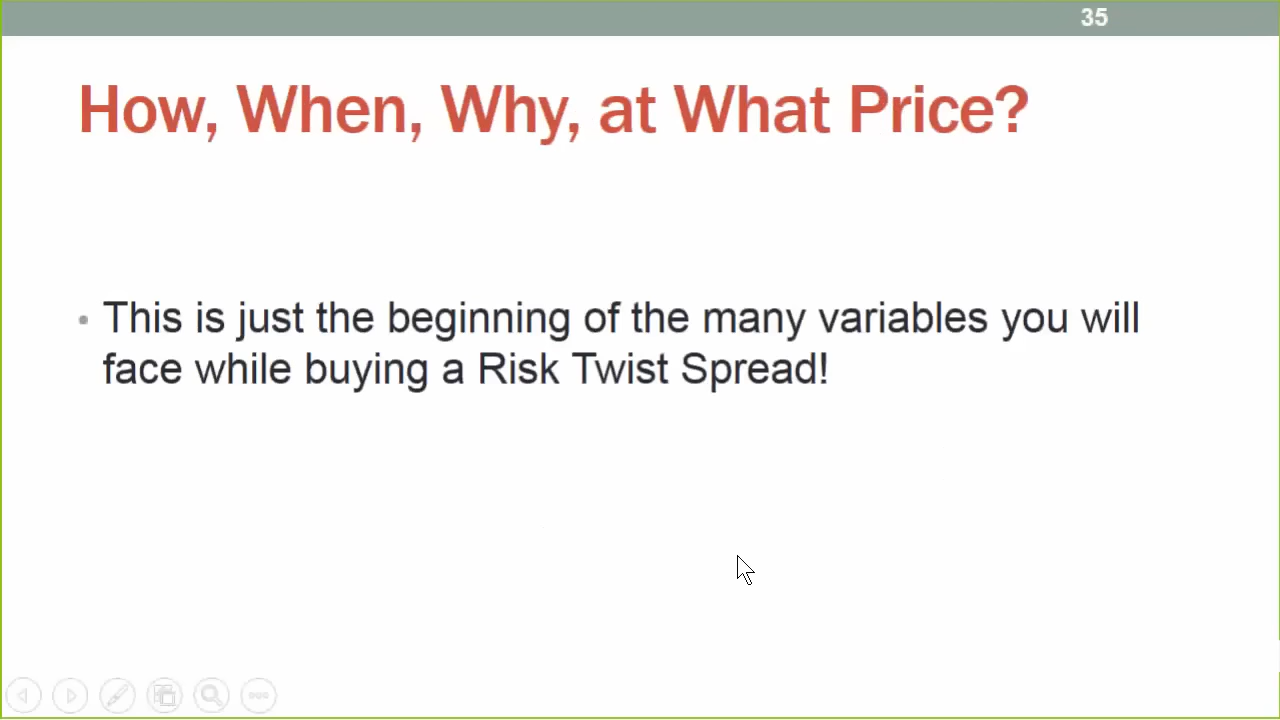 35
How, When, Why, at What Price?
• This is just the beginning of the many variables you will
face while buying a Risk Twist Spread!